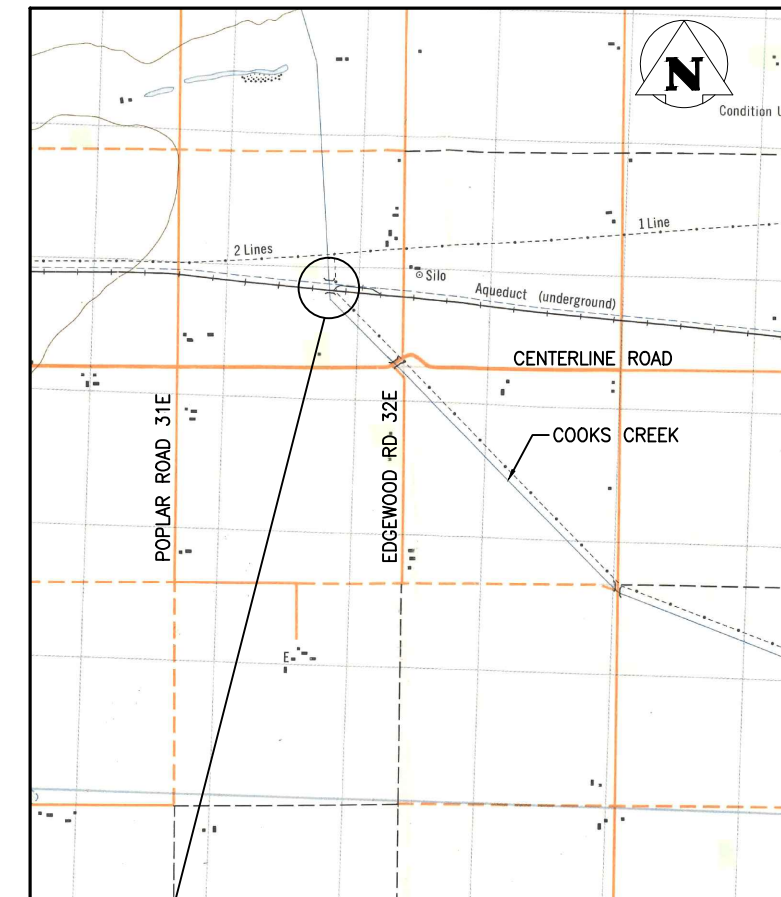 N
Condition U
1 Line
2 Lines
Silo
Aqueduct (underground)
CENTERLINE ROAD
POPLAR ROAD 31E
EDGEWOOD RD 32E
COOKS CREEK
E